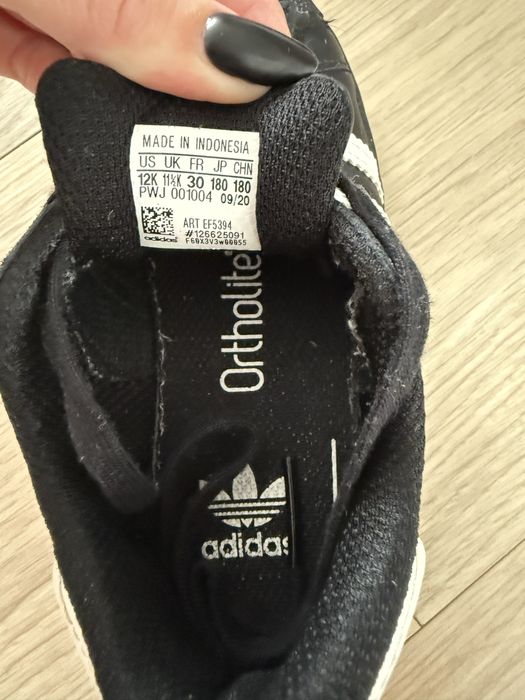 MADE IN INDONESIA
US UK FR JP CHN
12K 11½K 30 180 180
PWJ 001004 09/20
ART EF5394
#126625091
adidas F60X3V3w00055
Ortholite
adidas